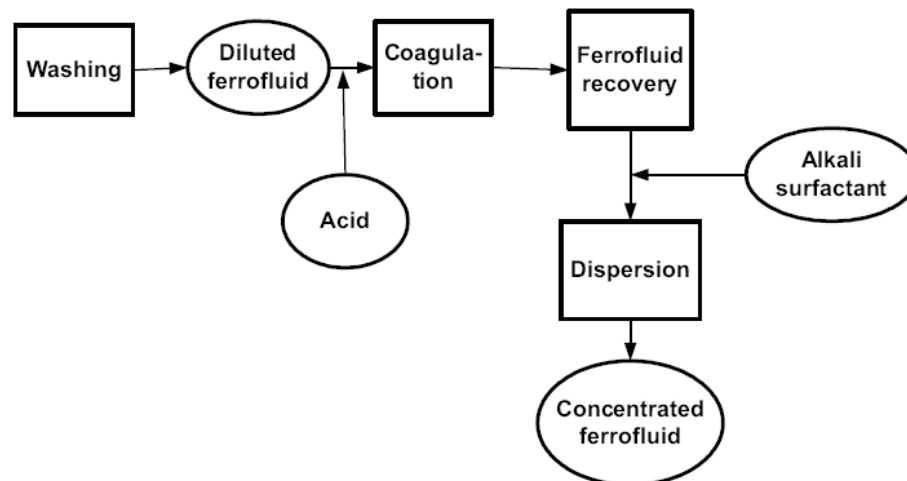 Washing
Diluted
ferrofluid
Coagula-
tion
Ferrofluid
recovery
Acid
Alkali
surfactant
Dispersion
Concentrated
ferrofluid